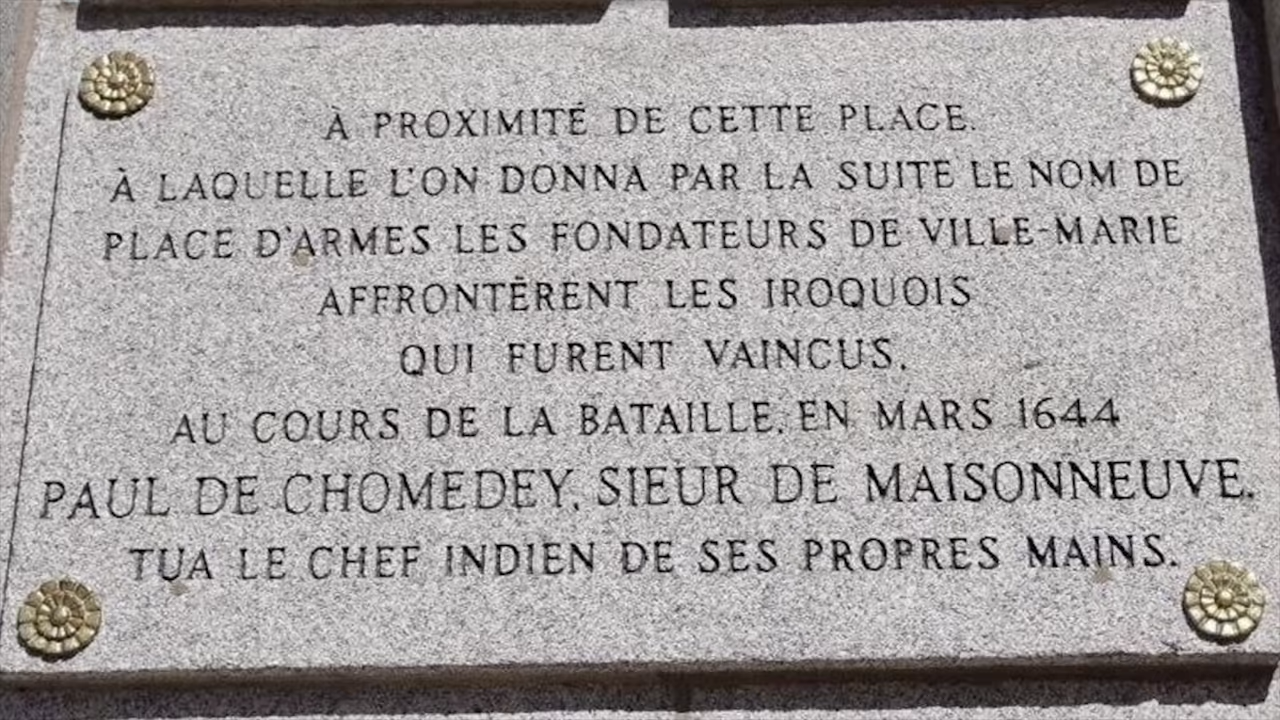 À PROXIMITÉ DE CETTE PLACE.
À LAQUELLE L'ON DONNA PAR LA SUITE LE NOM DE
PLACE D'ARMES LES FONDATEURS DE VILLE-MARIE
AFFRONTÈRENT LES IROQUOIS
QUI FURENT VAINCUS.
AU COURS DE LA BATAILLE, EN MARS 1644
PAUL DE CHOMEDEY, SIEUR DE MAISONNEUVE.
TUA LE CHEF INDIEN DE SES PROPRES MAINS.